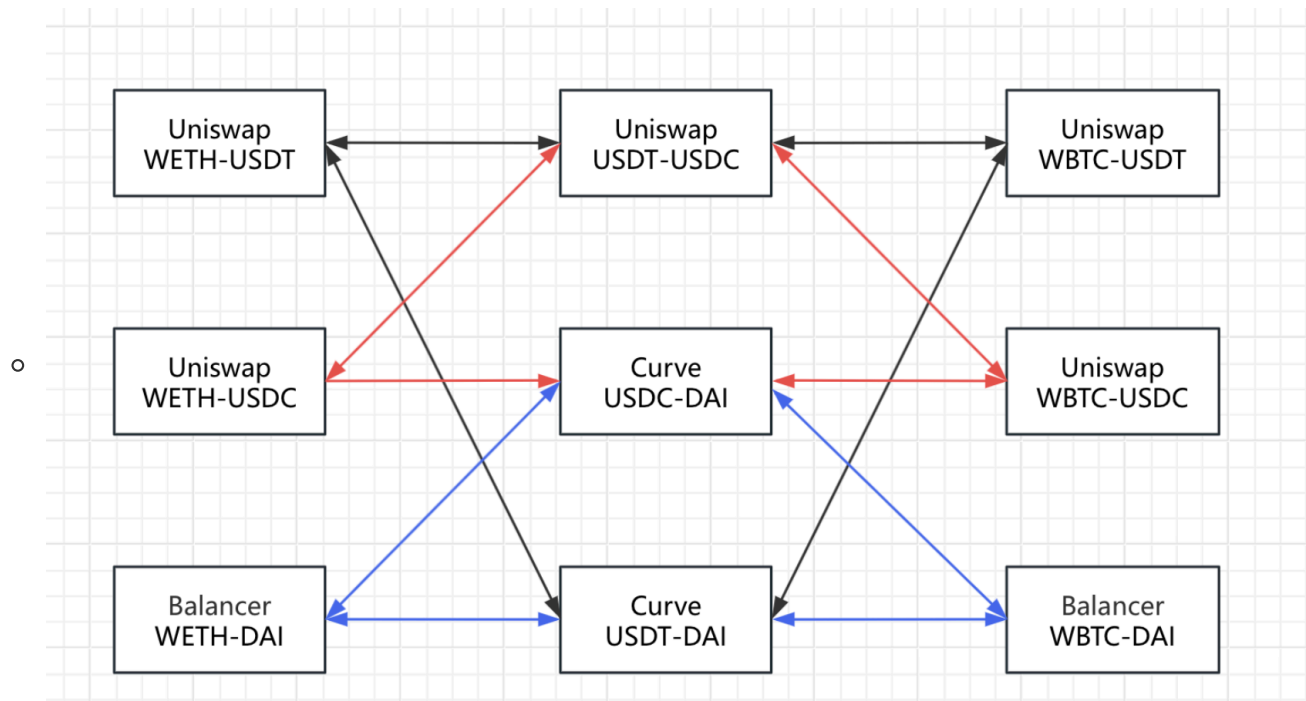 Uniswap
WETH-USDT
Uniswap
USDT-USDC
Uniswap
WBTC-USDT
Uniswap
WETH-USDC
Curve
USDC-DAI
Uniswap
WBTC-USDC
Balancer
WETH-DAI
Curve
USDT-DAI
Balancer
WBTC-DAI